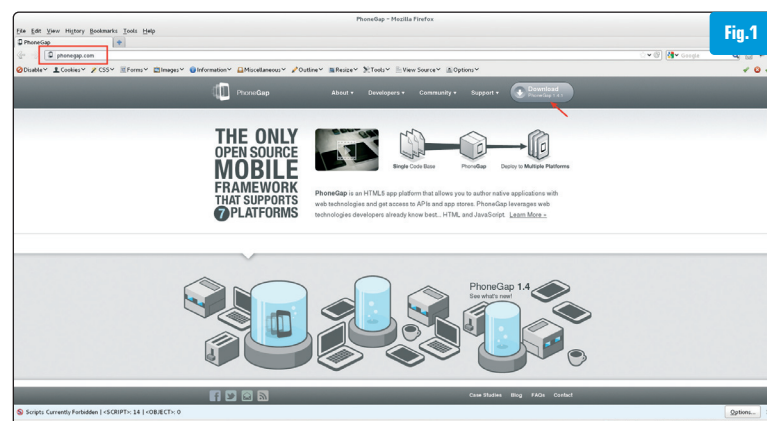 PhoneGap - Mozilla Firefox
Fig.1
File Edit View History Bookmarks Tools Help
PhoneGap
phonegap.com
Google
Disable Cookies CSS Forms Images Information Miscellaneous Outline Resize Tools View Source Options
PhoneGap
About Developers Community Support
Download
PhoneGap 1.4.1
THE ONLY
OPEN SOURCE
MOBILE
FRAMEWORK
THAT SUPPORTS
7 PLATFORMS
Single Code Base
PhoneGap
Deploy to Multiple Platforms
PhoneGap is an HTML5 app platform that allows you to author native applications with
web technologies and get access to APIs and app stores. PhoneGap leverages web
technologies developers already know best... HTML and JavaScript. Learn More »
PhoneGap 1.4
See what's new!
Case Studies Blog FAQs Contact
Scripts Currently Forbidden | <SCRIPT>: 14 | <OBJECT>: 0
Options...